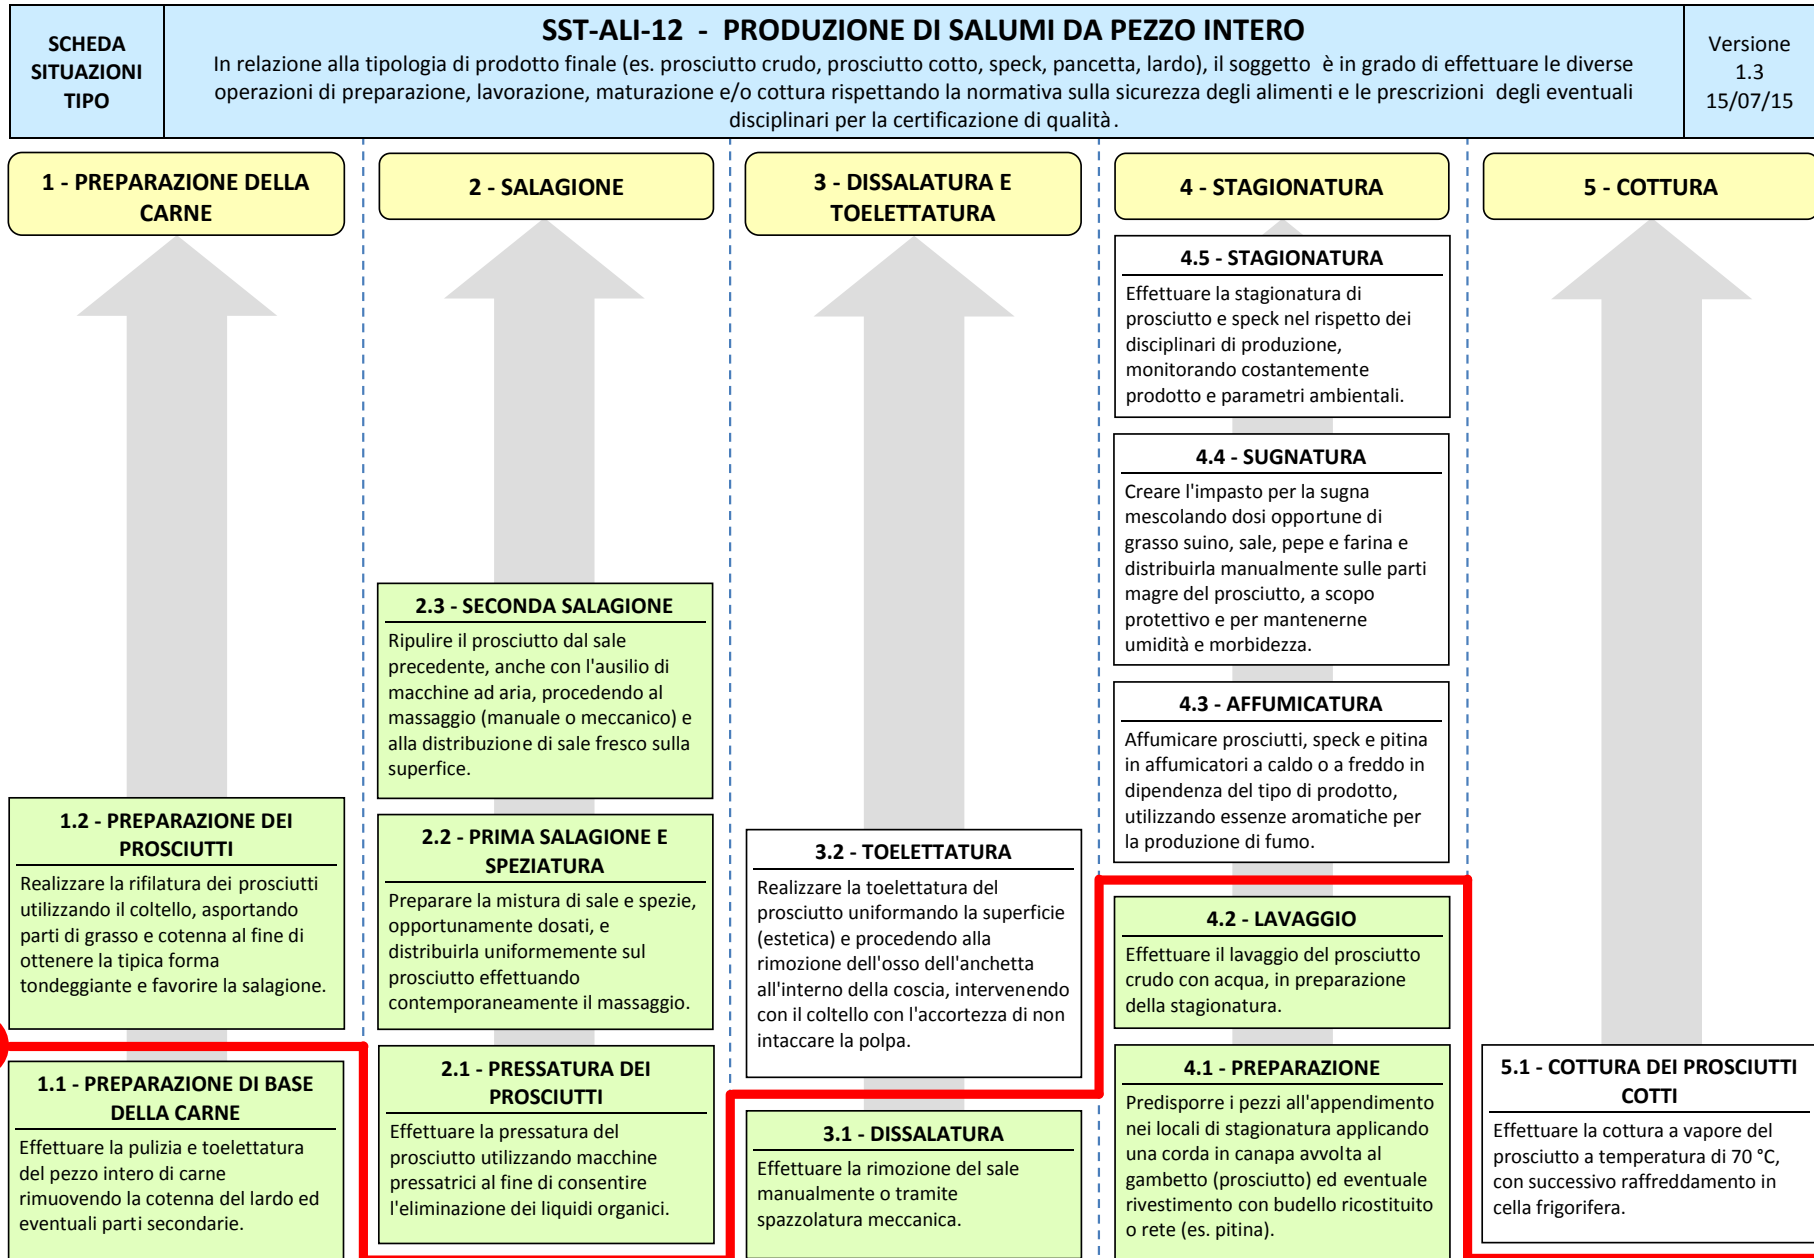 SCHEDA
SITUAZIONI
TIPO
SST-ALI-12 - PRODUZIONE DI SALUMI DA PEZZO INTERO
In relazione alla tipologia di prodotto finale (es. prosciutto crudo, prosciutto cotto, speck, pancetta, lardo), il soggetto è in grado di effettuare le diverse
operazioni di preparazione, lavorazione, maturazione e/o cottura rispettando la normativa sulla sicurezza degli alimenti e le prescrizioni degli eventuali
disciplinari per la certificazione di qualità.
Versione
1.3
15/07/15
1 - PREPARAZIONE DELLA
CARNE
1.2 - PREPARAZIONE DEI
PROSCIUTTI
Realizzare la rifilatura dei prosciutti
utilizzando il coltello, asportando
parti di grasso e cotenna al fine di
ottenere la tipica forma
tondeggiante e favorire la salagione.
1.1 - PREPARAZIONE DI BASE
DELLA CARNE
Effettuare la pulizia e toelettatura
del pezzo intero di carne
rimuovendo la cotenna del lardo ed
eventuali parti secondarie.
2 - SALAGIONE
2.3 - SECONDA SALAGIONE
Ripulire il prosciutto dal sale
precedente, anche con l'ausilio di
macchine ad aria, procedendo al
massaggio (manuale o meccanico) e
alla distribuzione di sale fresco sulla
superfice.
2.2 - PRIMA SALAGIONE E
SPEZIATURA
Preparare la mistura di sale e spezie,
opportunamente dosati, e
distribuirla uniformemente sul
prosciutto effettuando
contemporaneamente il massaggio.
2.1 - PRESSATURA DEI
PROSCIUTTI
Effettuare la pressatura del
prosciutto utilizzando macchine
pressatrici al fine di consentire
l'eliminazione dei liquidi organici.
3 - DISSALATURA E
TOELETTATURA
3.2 - TOELETTATURA
Realizzare la toelettatura del
prosciutto uniformando la superficie
(estetica) e procedendo alla
rimozione dell'osso dell'anchetta
all'interno della coscia, intervenendo
con il coltello con l'accortezza di non
intaccare la polpa.
3.1 - DISSALATURA
Effettuare la rimozione del sale
manualmente o tramite
spazzolatura meccanica.
4 - STAGIONATURA
4.5 - STAGIONATURA
Effettuare la stagionatura di
prosciutto e speck nel rispetto dei
disciplinari di produzione,
monitorando costantemente
prodotto e parametri ambientali.
4.4 - SUGNATURA
Creare l'impasto per la sugna
mescolando dosi opportune di
grasso suino, sale, pepe e farina e
distribuirla manualmente sulle parti
magre del prosciutto, a scopo
protettivo e per mantenerne
umidità e morbidezza.
4.3 - AFFUMICATURA
Affumicare prosciutti, speck e pitina
in affumicatori a caldo o a freddo in
dipendenza del tipo di prodotto,
utilizzando essenze aromatiche per
la produzione di fumo.
4.2 - LAVAGGIO
Effettuare il lavaggio del prosciutto
crudo con acqua, in preparazione
della stagionatura.
4.1 - PREPARAZIONE
Predisporre i pezzi all'appendimento
nei locali di stagionatura applicando
una corda in canapa avvolta al
gambetto (prosciutto) ed eventuale
rivestimento con budello ricostituito
o rete (es. pitina).
5 - COTTURA
5.1 - COTTURA DEI PROSCIUTTI
COTTI
Effettuare la cottura a vapore del
prosciutto a temperatura di 70 °C,
con successivo raffreddamento in
cella frigorifera.